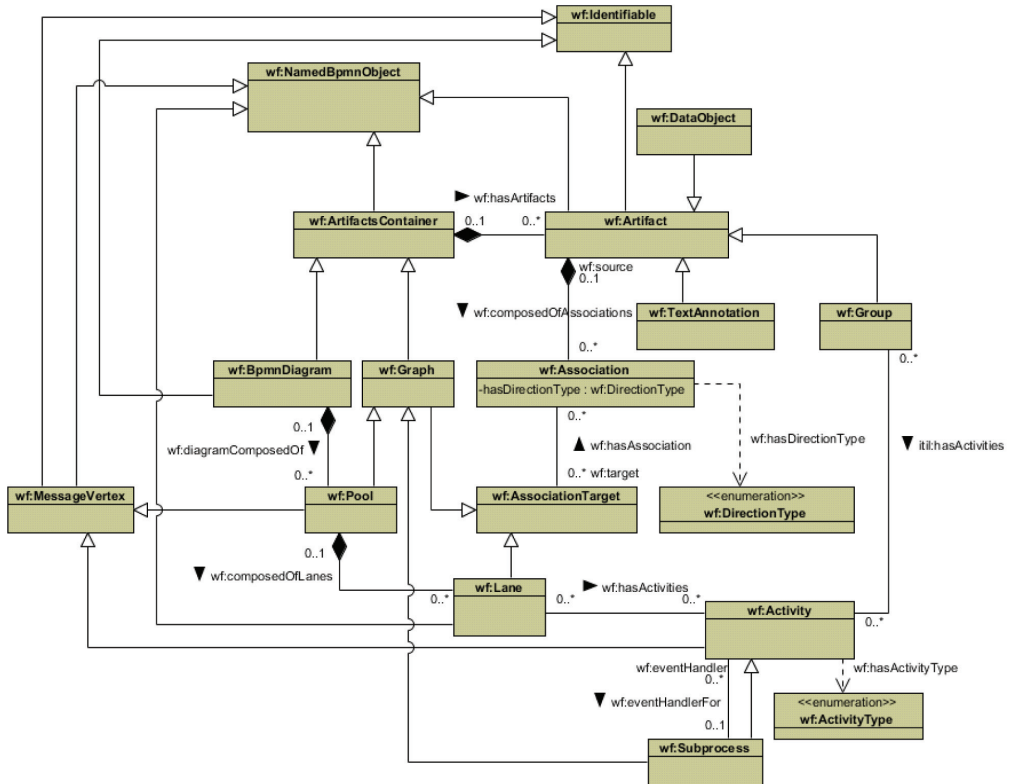 wf:Identifiable
wf:NamedBpmnObject
wf:DataObject
► wf:hasArtifacts
wf:ArtifactsContainer
0..1
0..*
wf:Artifact
wf:source
0..1
▼ wf:composedOfAssociations
wf:TextAnnotation
wf:Group
0..*
0..*
wf:BpmnDiagram
wf:Graph
wf:Association
-hasDirectionType : wf:DirectionType
0..*
0..1
wf:diagramComposedOf ▼
▲ wf:hasAssociation
wf:hasDirectionType
▼ itil:hasActivities
0..*
0..* wf:target
wf:MessageVertex
wf:Pool
wf:AssociationTarget
<<enumeration>>
wf:DirectionType
0..1
▼ wf:composedOfLanes
0..*
wf:Lane
0..*
► wf:hasActivities
0..*
wf:Activity
0..*
wf:eventHandler
0..*
wf:hasActivityType
▼ wf:eventHandlerFor
0..1
<<enumeration>>
wf:ActivityType
wf:Subprocess